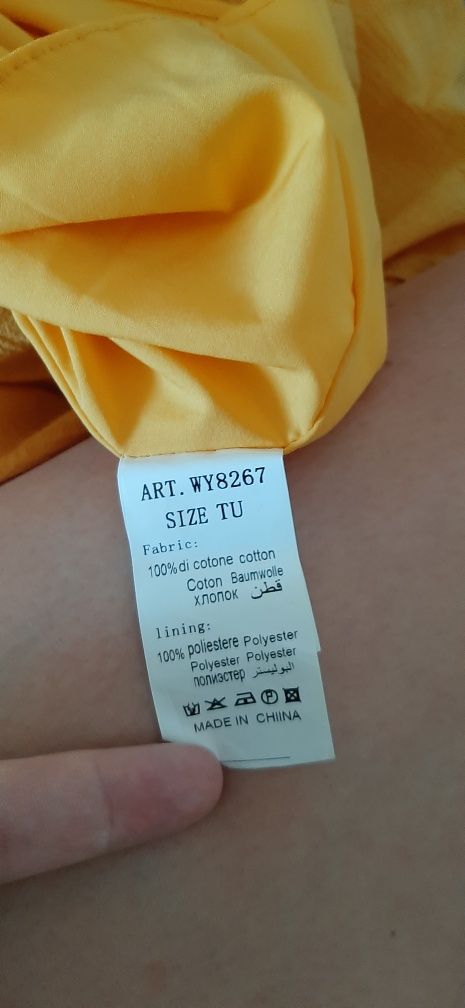 ART. WY8267
SIZE TU
Fabric:
100% di cotone cotton
Coton Baumwolle
хлопок قطن
lining:
100% poliestere Polyester
Polyester Polyester
полиэстер البوليستر
MADE IN CHIINA